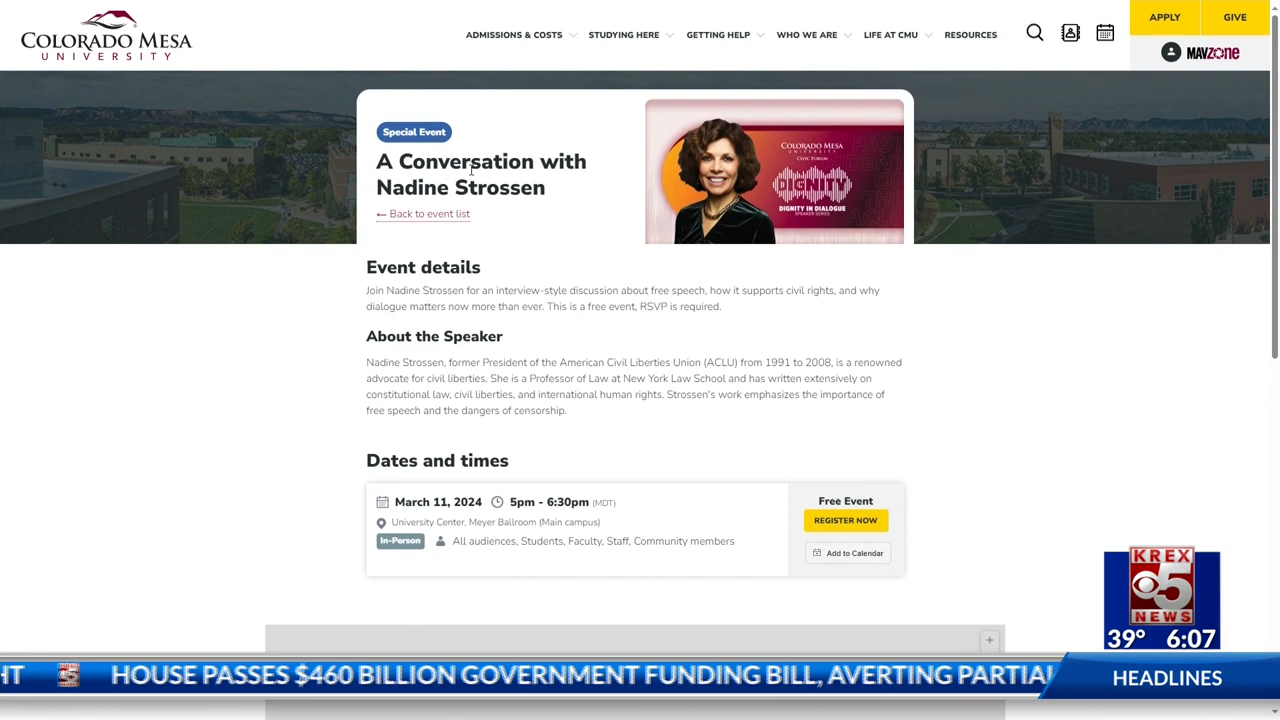 COLORADO MESA
UNIVERSITY
ADMISSIONS & COSTS
STUDYING HERE
GETTING HELP
WHO WE ARE
LIFE AT CMU
RESOURCES
APPLY
GIVE
MAVZONE
Special Event
A Conversation with
Nadine Strossen
← Back to event list
COLORADO MESA
UNIVERSITY
CIVIC FORUM
DIGNITY
DIGNITY IN DIALOGUE
SPEAKER SERIES
Event details
Join Nadine Strossen for an interview-style discussion about free speech, how it supports civil rights, and why
dialogue matters now more than ever. This is a free event, RSVP is required.
About the Speaker
Nadine Strossen, former President of the American Civil Liberties Union (ACLU) from 1991 to 2008, is a renowned
advocate for civil liberties. She is a Professor of Law at New York Law School and has written extensively on
constitutional law, civil liberties, and international human rights. Strossen's work emphasizes the importance of
free speech and the dangers of censorship.
Dates and times
March 11, 2024 5pm - 6:30pm (MDT)
University Center, Meyer Ballroom (Main campus)
In-Person All audiences, Students, Faculty, Staff, Community members
Free Event
REGISTER NOW
Add to Calendar
+
KREX
5
NEWS
39° 6:07
HT 5 HOUSE PASSES $460 BILLION GOVERNMENT FUNDING BILL, AVERTING PARTIAL
HEADLINES